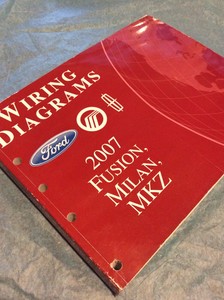 WIRING
DIAGRAMS
Ford
2007
FUSION,
MILAN,
MKZ